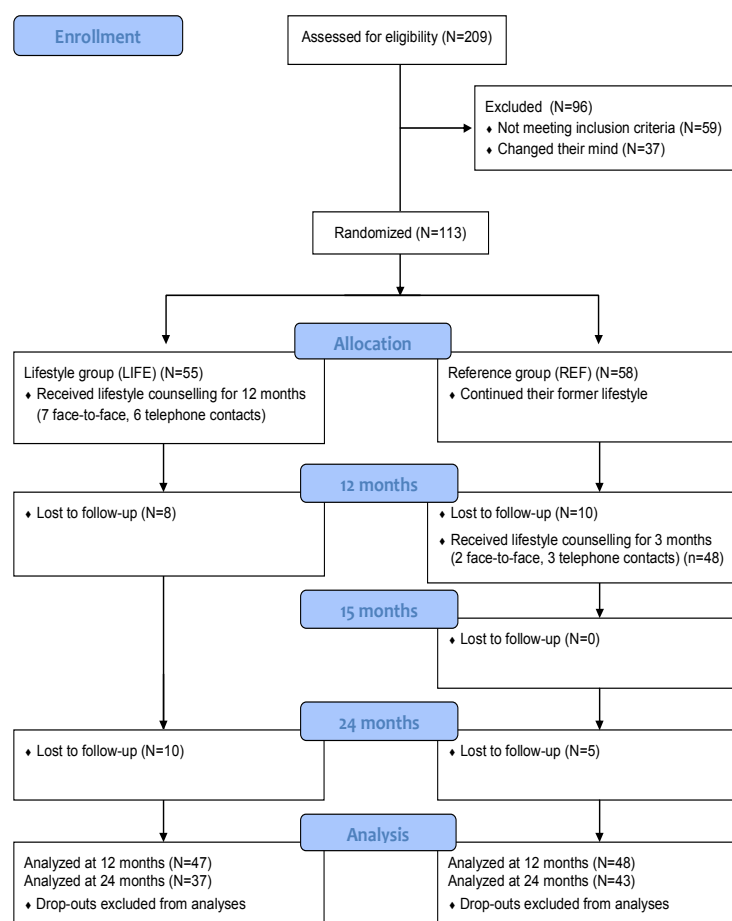 Enrollment
Assessed for eligibility (N=209)
Excluded (N=96)
♦ Not meeting inclusion criteria (N=59)
♦ Changed their mind (N=37)
Randomized (N=113)
Allocation
Lifestyle group (LIFE) (N=55)
♦ Received lifestyle counselling for 12 months
(7 face-to-face, 6 telephone contacts)
Reference group (REF) (N=58)
♦ Continued their former lifestyle
12 months
♦ Lost to follow-up (N=8)
♦ Lost to follow-up (N=10)
♦ Received lifestyle counselling for 3 months
(2 face-to-face, 3 telephone contacts) (n=48)
15 months
♦ Lost to follow-up (N=0)
24 months
♦ Lost to follow-up (N=10)
♦ Lost to follow-up (N=5)
Analysis
Analyzed at 12 months (N=47)
Analyzed at 24 months (N=37)
♦ Drop-outs excluded from analyses
Analyzed at 12 months (N=48)
Analyzed at 24 months (N=43)
♦ Drop-outs excluded from analyses